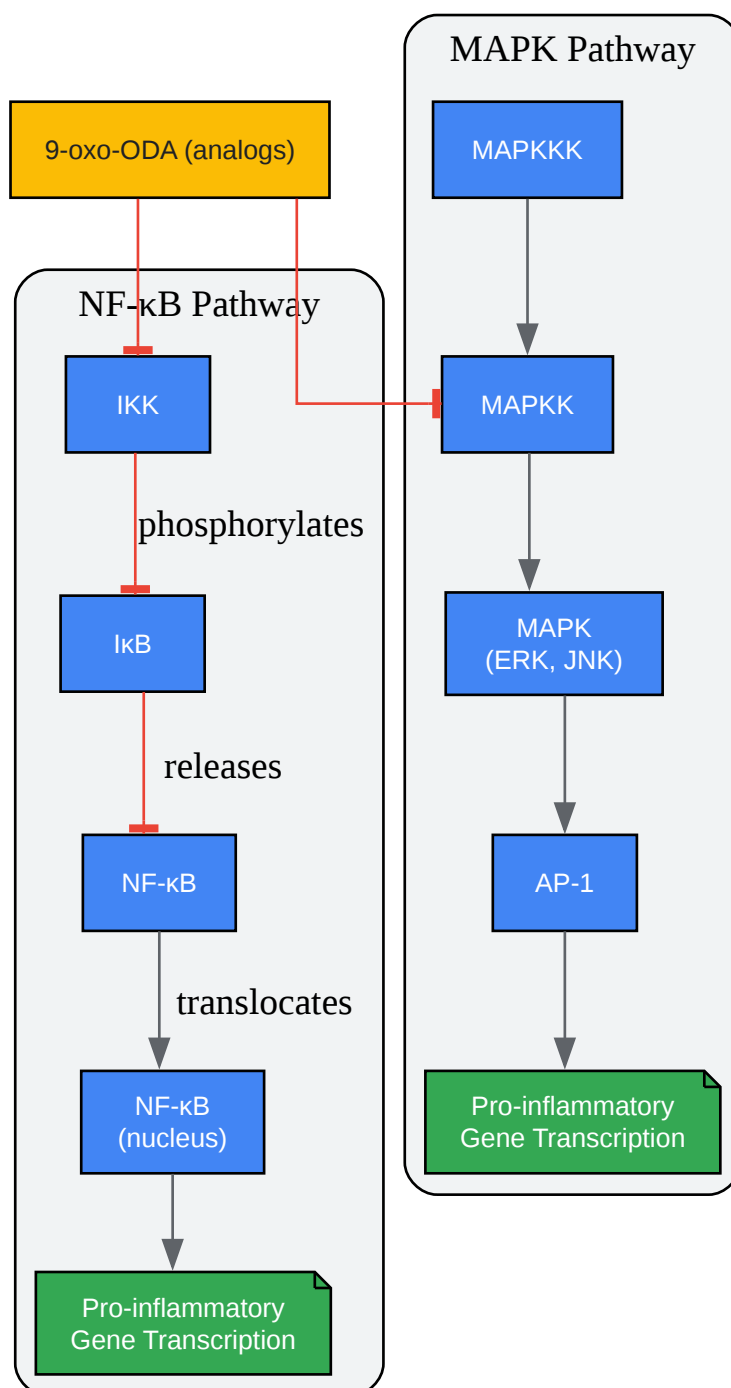 MAPK Pathway
9-oxo-ODA (analogs)
MAPKKK
NF-κB Pathway
IKK
MAPKK
phosphorylates
IκB
MAPK
(ERK, JNK)
releases
NF-κB
AP-1
translocates
NF-κB
(nucleus)
Pro-inflammatory
Gene Transcription
Pro-inflammatory
Gene Transcription